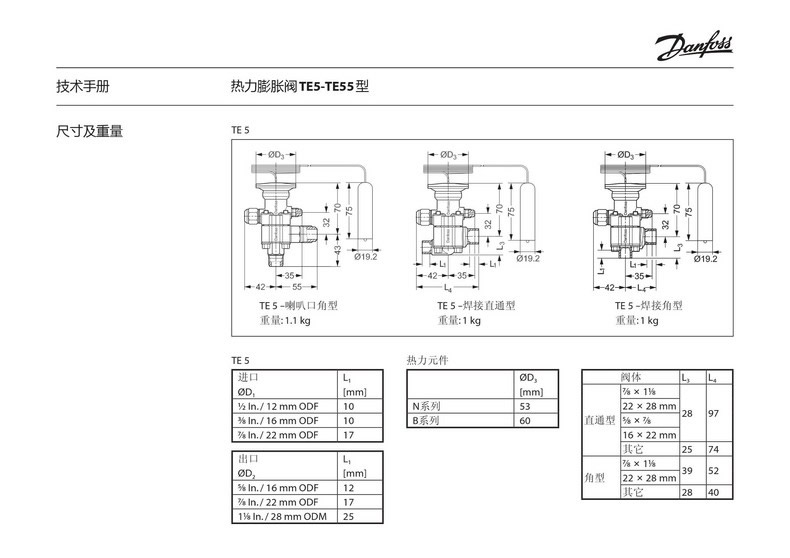 Danfoss
技术手册
热力膨胀阀TE5-TE55型
尺寸及重量
TE 5
ØD3 ØD3 ØD3
70 75 32 43 Ø19.2
35
42 55
70 75 32 L3 Ø19.2
L1 L1
42 35
L4
70 75 32 L3 Ø19.2
L3 L1
35
42 L4
TE 5 –喇叭口角型
重量: 1.1 kg
TE 5 –焊接直通型
重量: 1 kg
TE 5 –焊接角型
重量: 1 kg
TE 5
进口 L1
ØD1 [mm]
½ In. / 12 mm ODF 10
⅝ In. / 16 mm ODF 10
⅞ In. / 22 mm ODF 17
出口 L1
ØD2 [mm]
⅝ In. / 16 mm ODF 12
⅞ In. / 22 mm ODF 17
1⅛ In. / 28 mm ODM 25
热力元件
ØD3
[mm]
N系列 53
B系列 60
阀体 L3 L4
直通型 ⅞ × 1⅛ 28 97
22 × 28 mm
⅝ × ⅞
16 × 22 mm
其它 25 74
角型 ⅞ × 1⅛ 39 52
22 × 28 mm
其它 28 40